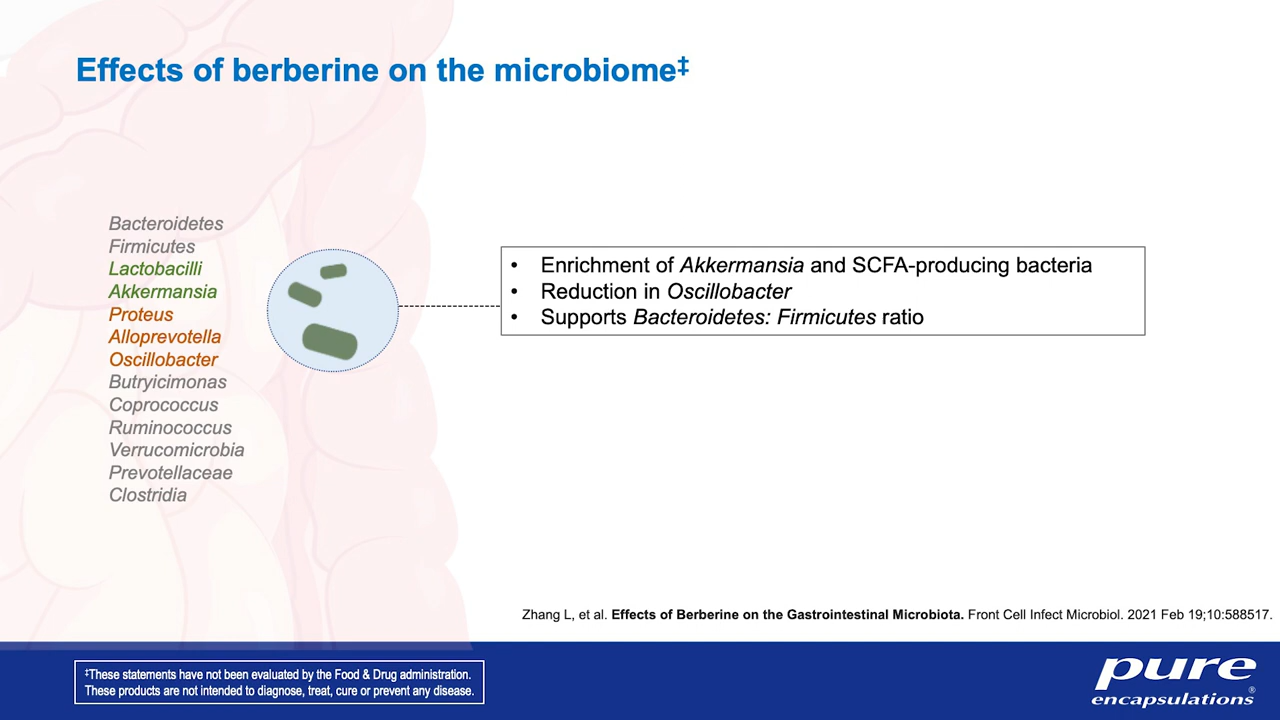 Effects of berberine on the microbiome‡
Bacteroidetes
Firmicutes
Lactobacilli
Akkermansia
Proteus
Alloprevotella
Oscillobacter
Butryicimonas
Coprococcus
Ruminococcus
Verrucomicrobia
Prevotellaceae
Clostridia
• Enrichment of Akkermansia and SCFA-producing bacteria
• Reduction in Oscillobacter
• Supports Bacteroidetes: Firmicutes ratio
Zhang L, et al. Effects of Berberine on the Gastrointestinal Microbiota. Front Cell Infect Microbiol. 2021 Feb 19;10:588517.
‡These statements have not been evaluated by the Food & Drug administration.
These products are not intended to diagnose, treat, cure or prevent any disease.
pure
encapsulations®